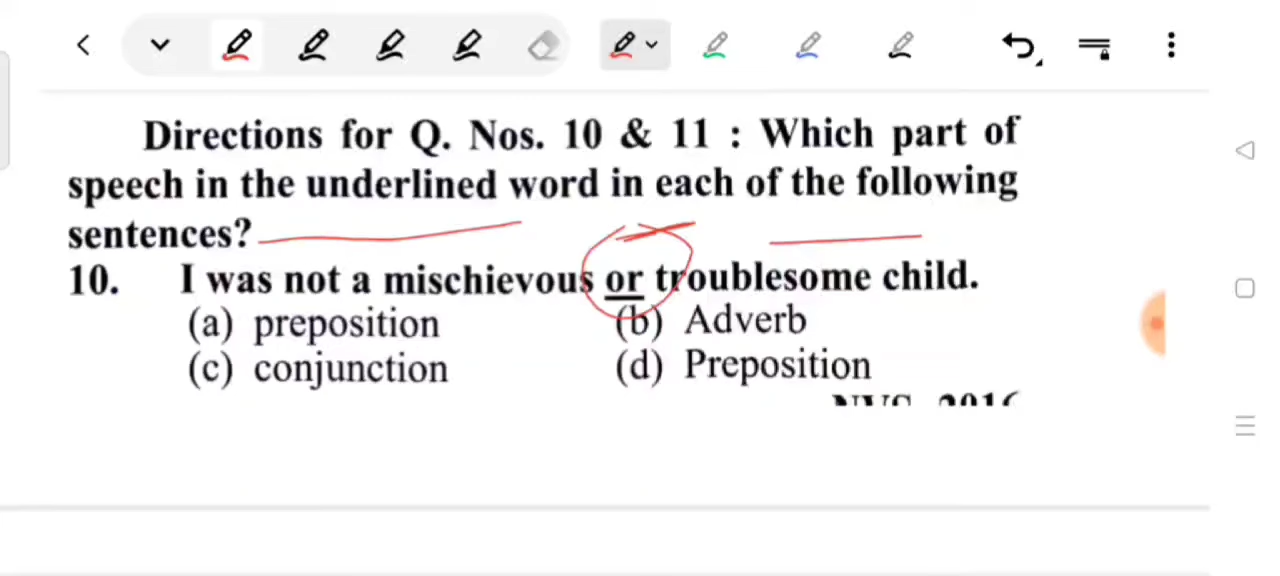 Directions for Q. Nos. 10 & 11 : Which part of
speech in the underlined word in each of the following
sentences?
10. I was not a mischievous or troublesome child.
(a) preposition (b) Adverb
(c) conjunction (d) Preposition